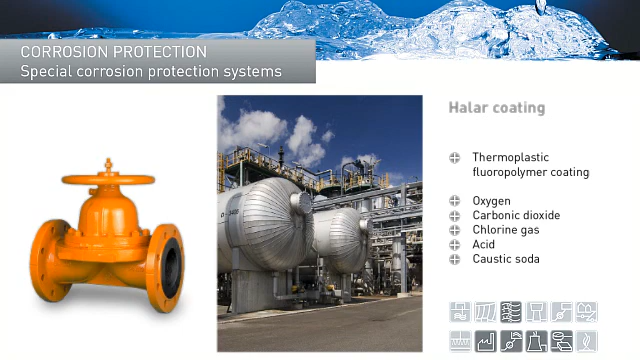 CORROSION PROTECTION
Special corrosion protection systems
Halar coating
Thermoplastic
fluoropolymer coating
Oxygen
Carbonic dioxide
Chlorine gas
Acid
Caustic soda